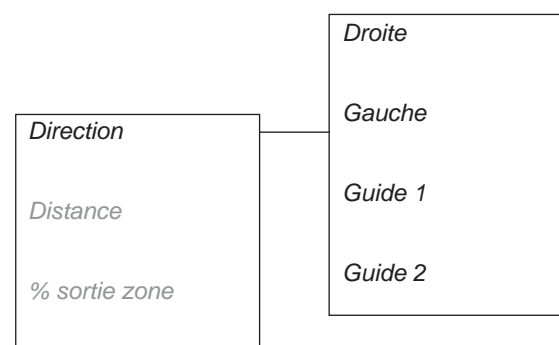 Direction
Distance
% sortie zone
Droite
Gauche
Guide 1
Guide 2